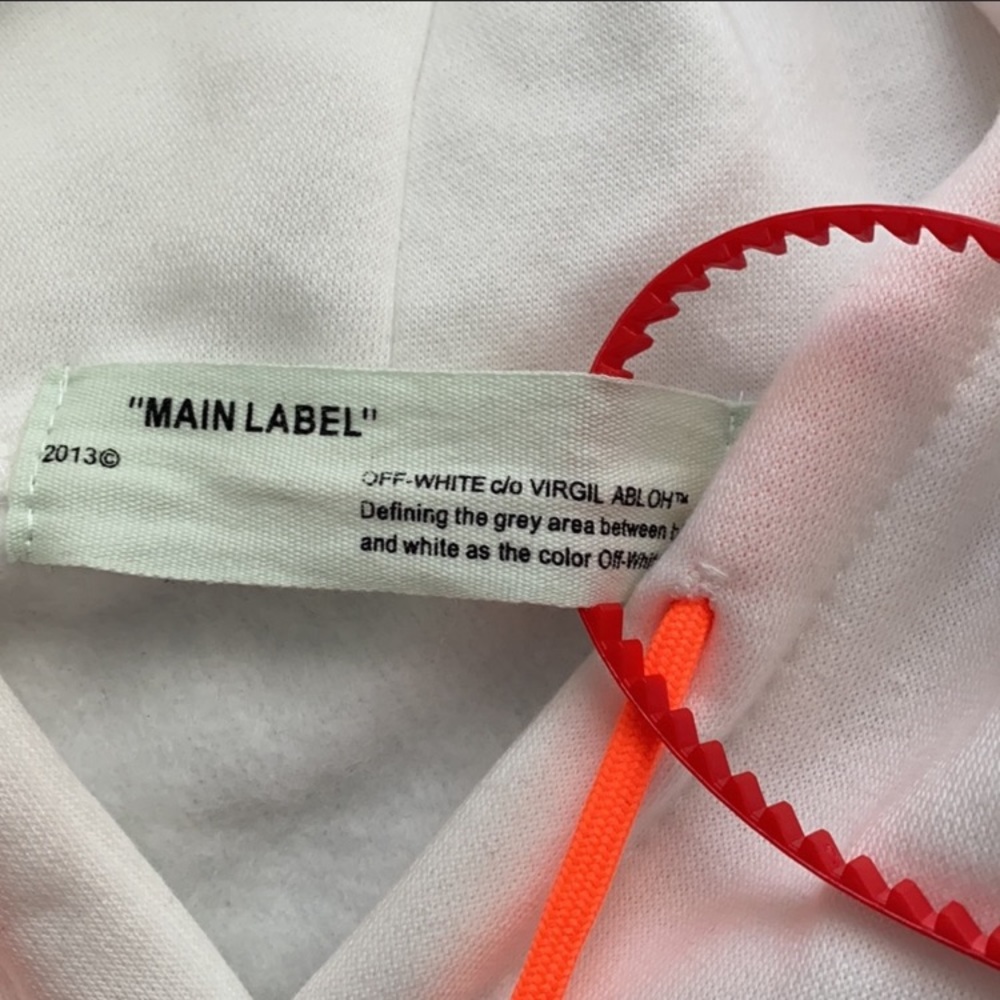 "MAIN LABEL"
2013©
OFF-WHITE c/o VIRGIL ABLOH™
Defining the grey area between
and white as the color